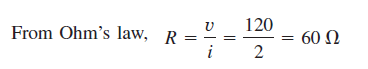 From Ohm's law, R = v/i = 120/2 = 60 Ω